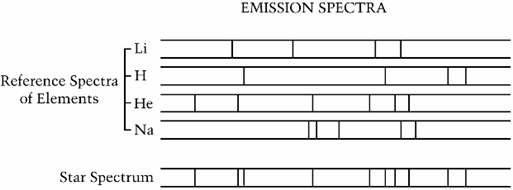 EMISSION SPECTRA
Li
H
Reference Spectra
of Elements
He
Na
Star Spectrum